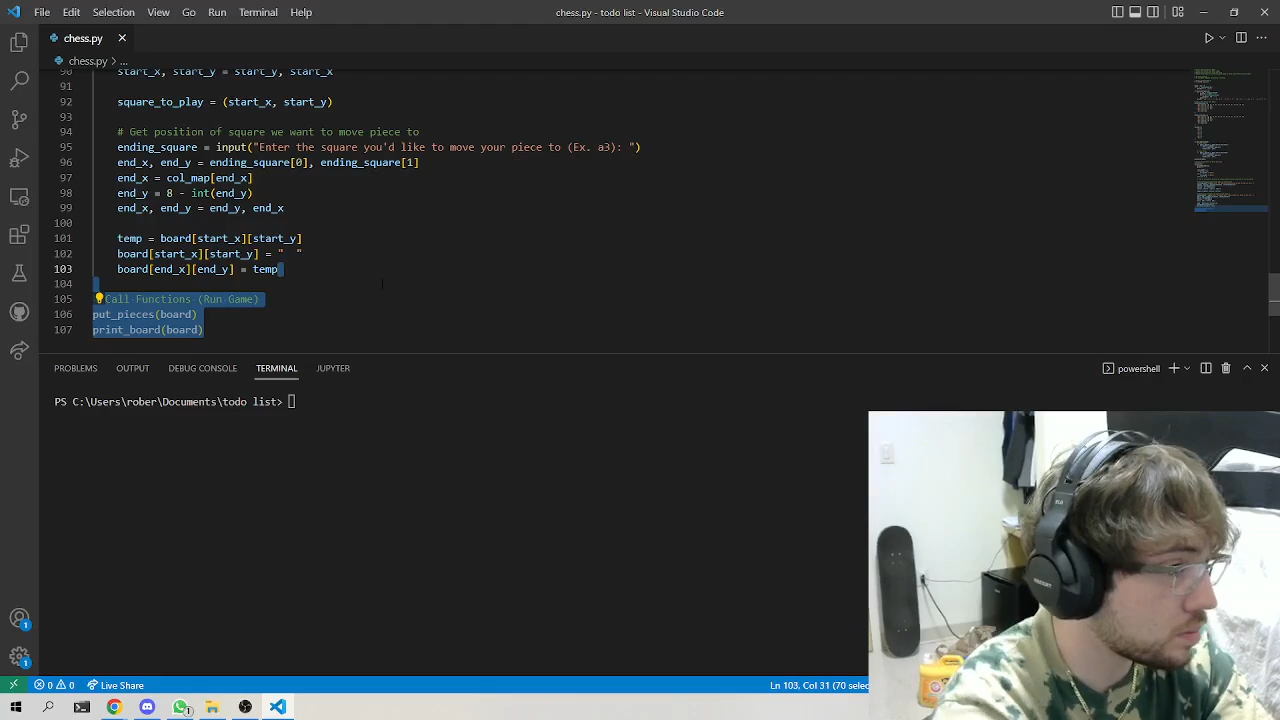 File Edit Selection View Go Run Terminal Help
chess.py - todo list - Visual Studio Code
chess.py
chess.py > ...
90 start_x, start_y = start_y, start_x
91
92 square_to_play = (start_x, start_y)
93
94 # Get position of square we want to move piece to
95 ending_square = input("Enter the square you'd like to move your piece to (Ex. a3): ")
96 end_x, end_y = ending_square[0], ending_square[1]
97 end_x = col_map[end_x]
98 end_y = 8 - int(end_y)
99 end_x, end_y = end_y, end_x
100
101 temp = board[start_x][start_y]
102 board[start_x][start_y] = "  "
103 board[end_x][end_y] = temp
104
105 Call Functions (Run Game)
106 put_pieces(board)
107 print_board(board)
PROBLEMS OUTPUT DEBUG CONSOLE TERMINAL JUPYTER
powershell
PS C:\Users\rober\Documents\todo list>
0 0 Live Share
Ln 103, Col 31 (70 selec